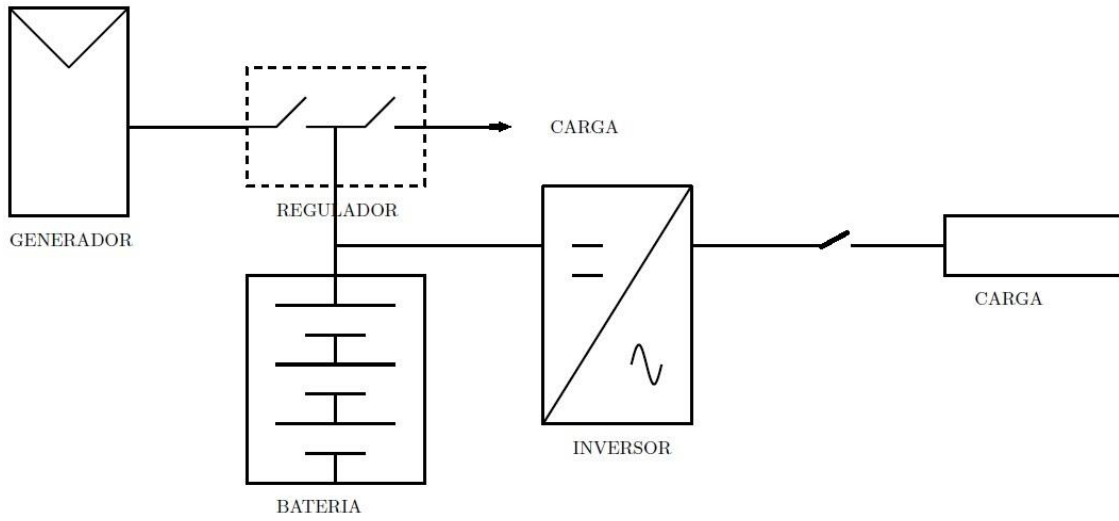 CARGA
REGULADOR
GENERADOR
CARGA
INVERSOR
BATERIA